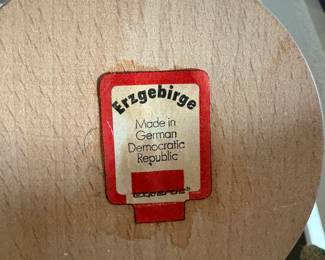 Erzgebirge
Made in
German
Democratic
Republic